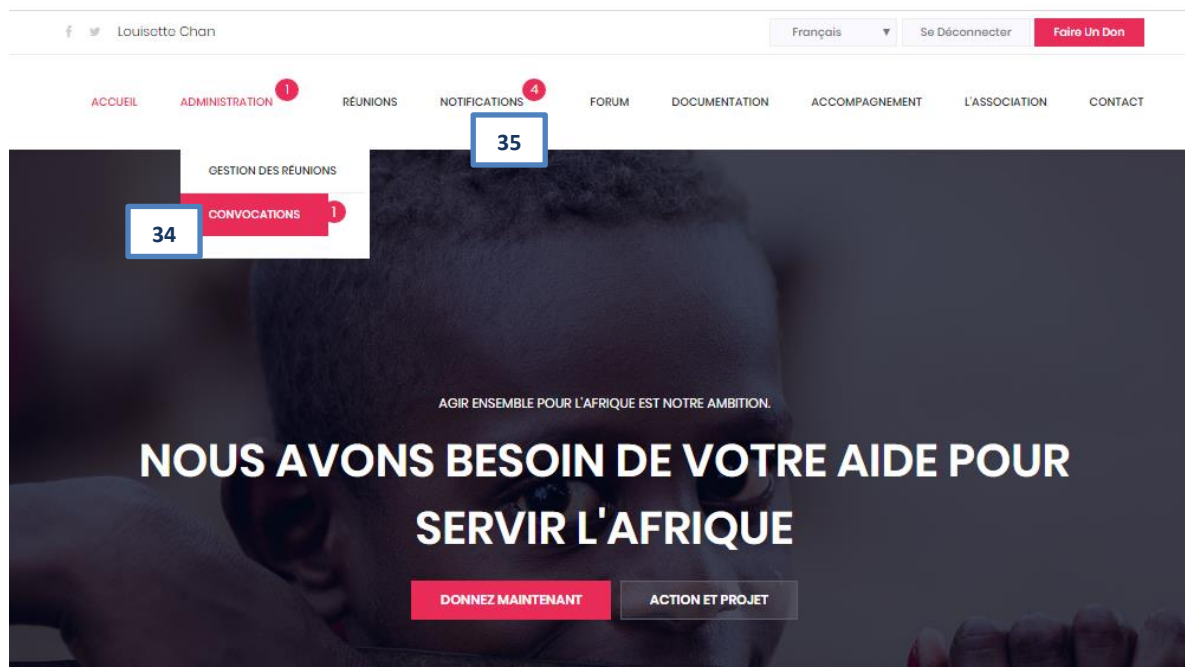 Louisette Chan
Français ▼ Se Déconnecter Faire Un Don
ACCUEIL ADMINISTRATION 1 RÉUNIONS NOTIFICATIONS 4 FORUM DOCUMENTATION ACCOMPAGNEMENT L'ASSOCIATION CONTACT
35
GESTION DES RÉUNIONS
CONVOCATIONS 1
34
AGIR ENSEMBLE POUR L'AFRIQUE EST NOTRE AMBITION.
NOUS AVONS BESOIN DE VOTRE AIDE POUR
SERVIR L'AFRIQUE
DONNEZ MAINTENANT ACTION ET PROJET